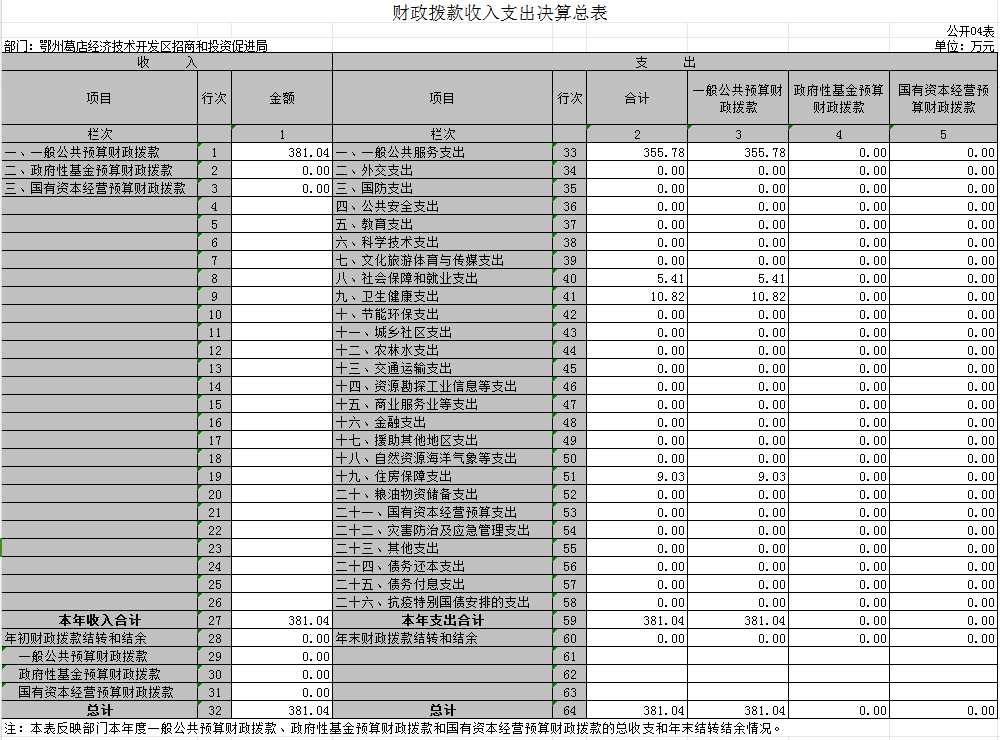 财政拨款收入支出决算总表
公开04表
部门：鄂州葛店经济技术开发区招商和投资促进局 单位：万元
收 入 支 出
项目 行次 金额 项目 行次 合计 一般公共预算财政拨款 政府性基金预算财政拨款 国有资本经营预算财政拨款
栏次 1 栏次 2 3 4 5
一、一般公共预算财政拨款 1 381.04 一、一般公共服务支出 33 355.78 355.78 0.00 0.00
二、政府性基金预算财政拨款 2 0.00 二、外交支出 34 0.00 0.00 0.00 0.00
三、国有资本经营预算财政拨款 3 0.00 三、国防支出 35 0.00 0.00 0.00 0.00
4 四、公共安全支出 36 0.00 0.00 0.00 0.00
5 五、教育支出 37 0.00 0.00 0.00 0.00
6 六、科学技术支出 38 0.00 0.00 0.00 0.00
7 七、文化旅游体育与传媒支出 39 0.00 0.00 0.00 0.00
8 八、社会保障和就业支出 40 5.41 5.41 0.00 0.00
9 九、卫生健康支出 41 10.82 10.82 0.00 0.00
10 十、节能环保支出 42 0.00 0.00 0.00 0.00
11 十一、城乡社区支出 43 0.00 0.00 0.00 0.00
12 十二、农林水支出 44 0.00 0.00 0.00 0.00
13 十三、交通运输支出 45 0.00 0.00 0.00 0.00
14 十四、资源勘探工业信息等支出 46 0.00 0.00 0.00 0.00
15 十五、商业服务业等支出 47 0.00 0.00 0.00 0.00
16 十六、金融支出 48 0.00 0.00 0.00 0.00
17 十七、援助其他地区支出 49 0.00 0.00 0.00 0.00
18 十八、自然资源海洋气象等支出 50 0.00 0.00 0.00 0.00
19 十九、住房保障支出 51 9.03 9.03 0.00 0.00
20 二十、粮油物资储备支出 52 0.00 0.00 0.00 0.00
21 二十一、国有资本经营预算支出 53 0.00 0.00 0.00 0.00
22 二十二、灾害防治及应急管理支出 54 0.00 0.00 0.00 0.00
23 二十三、其他支出 55 0.00 0.00 0.00 0.00
24 二十四、债务还本支出 56 0.00 0.00 0.00 0.00
25 二十五、债务付息支出 57 0.00 0.00 0.00 0.00
26 二十六、抗疫特别国债安排的支出 58 0.00 0.00 0.00 0.00
本年收入合计 27 381.04 本年支出合计 59 381.04 381.04 0.00 0.00
年初财政拨款结转和结余 28 0.00 年末财政拨款结转和结余 60 0.00 0.00 0.00 0.00
一般公共预算财政拨款 29 0.00 61
政府性基金预算财政拨款 30 0.00 62
国有资本经营预算财政拨款 31 0.00 63
总计 32 381.04 总计 64 381.04 381.04 0.00 0.00
注：本表反映部门本年度一般公共预算财政拨款、政府性基金预算财政拨款和国有资本经营预算财政拨款的总收支和年末结转结余情况。